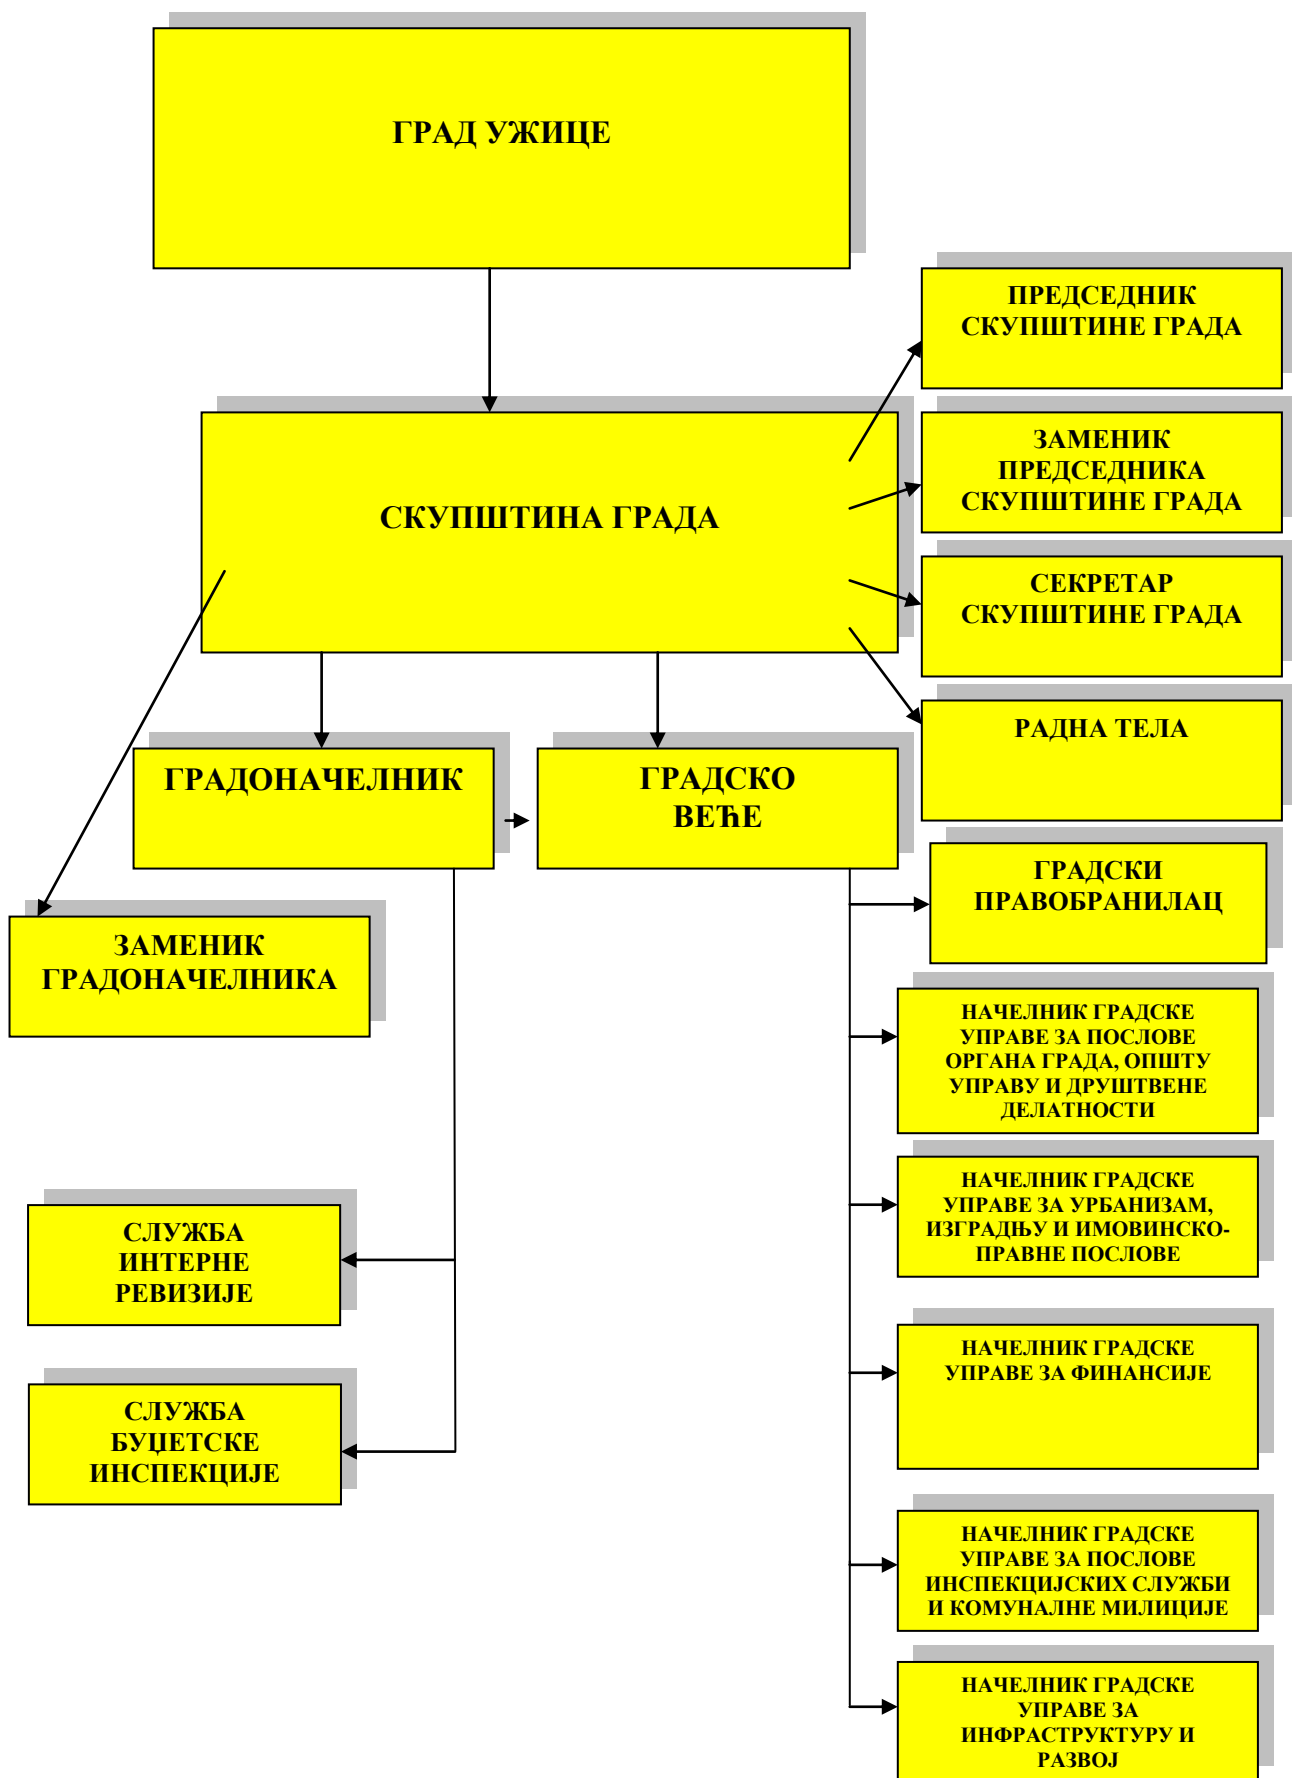 ГРАД УЖИЦЕ
ПРЕДСЕДНИК
СКУПШТИНЕ ГРАДА
ЗАМЕНИК
ПРЕДСЕДНИКА
СКУПШТИНЕ ГРАДА
СКУПШТИНА ГРАДА
СЕКРЕТАР
СКУПШТИНЕ ГРАДА
РАДНА ТЕЛА
ГРАДОНАЧЕЛНИК
ГРАДСКО
ВЕЋЕ
ГРАДСКИ
ПРАВОБРАНИЛАЦ
ЗАМЕНИК
ГРАДОНАЧЕЛНИКА
НАЧЕЛНИК ГРАДСКЕ
УПРАВЕ ЗА ПОСЛОВЕ
ОРГАНА ГРАДА, ОПШТУ
УПРАВУ И ДРУШТВЕНЕ
ДЕЛАТНОСТИ
НАЧЕЛНИК ГРАДСКЕ
УПРАВЕ ЗА УРБАНИЗАМ,
ИЗГРАДЊУ И ИМОВИНСКО-
ПРАВНЕ ПОСЛОВЕ
СЛУЖБА
ИНТЕРНЕ
РЕВИЗИЈЕ
НАЧЕЛНИК ГРАДСКЕ
УПРАВЕ ЗА ФИНАНСИЈЕ
СЛУЖБА
БУЏЕТСКЕ
ИНСПЕКЦИЈЕ
НАЧЕЛНИК ГРАДСКЕ
УПРАВЕ ЗА ПОСЛОВЕ
ИНСПЕКЦИЈСКИХ СЛУЖБИ
И КОМУНАЛНЕ МИЛИЦИЈЕ
НАЧЕЛНИК ГРАДСКЕ
УПРАВЕ ЗА
ИНФРАСТРУКТУРУ И
РАЗВОЈ